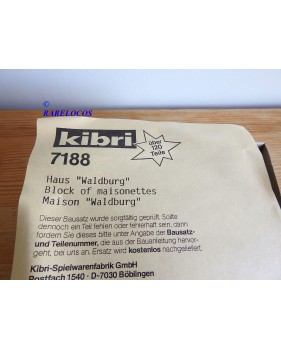 ©
RARELOCOS
kibri
über
120
Teile
7188
Haus "Waldburg"
Block of maisonettes
Maison "Waldburg"
Dieser Bausatz wurde sorgfältig geprüft. Sollte
dennoch ein Teil fehlen oder fehlerhaft sein, dann
fordern Sie dieses bitte unter Angabe der Bausatz-
und Teilenummer, die aus der Bauanleitung hervor-
geht, bei uns an. Ersatz wird kostenlos nachgeliefert.
Kibri-Spielwarenfabrik GmbH
Postfach 1540 · D-7030 Böblingen